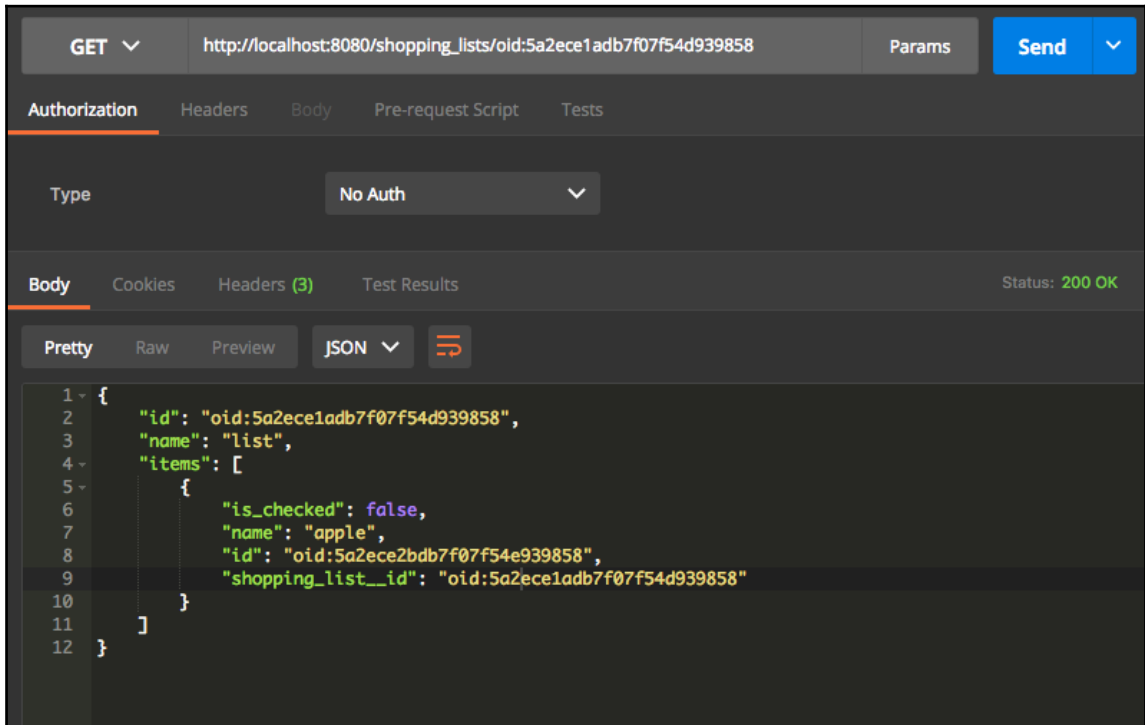 GET http://localhost:8080/shopping_lists/oid:5a2ece1adb7f07f54d939858 Params Send
Authorization Headers Body Pre-request Script Tests
Type No Auth
Body Cookies Headers (3) Test Results Status: 200 OK
Pretty Raw Preview JSON
1 {
2 "id": "oid:5a2ece1adb7f07f54d939858",
3 "name": "list",
4 "items": [
5 {
6 "is_checked": false,
7 "name": "apple",
8 "id": "oid:5a2ece2bdb7f07f54e939858",
9 "shopping_list__id": "oid:5a2ece1adb7f07f54d939858"
10 }
11 ]
12 }